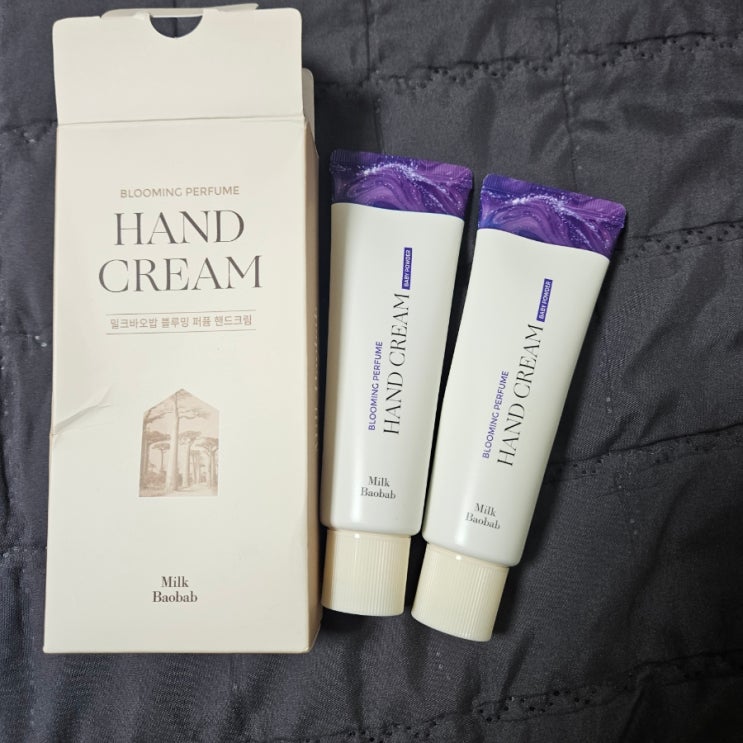 BLOOMING PERFUME
HAND
CREAM
밀크바오밥 블루밍 퍼퓸 핸드크림
Milk
Baobab
BLOOMING PERFUME
HAND CREAM
BABY POWDER
Milk
Baobab
BLOOMING PERFUME
HAND CREAM
BABY POWDER
Milk
Baobab